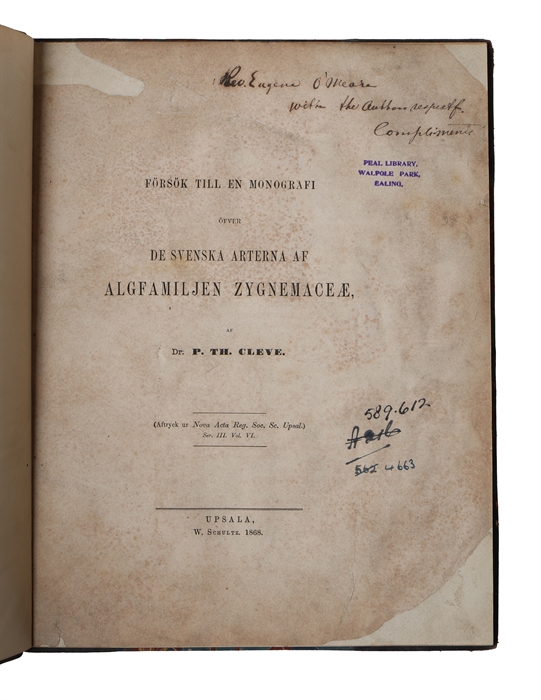 Rev. Eugene O'Meara
with the Authors respectf.
Compliments
PEAL LIBRARY,
WALPOLE PARK,
EALING.
FÖRSÖK TILL EN MONOGRAFI
ÖFVER
DE SVENSKA ARTERNA AF
ALGFAMILJEN ZYGNEMACEÆ,
AF
Dr. P. TH. CLEVE.
(Aftryck ur Nova Acta Reg. Soc. Sc. Upsal.)
Ser. III. Vol. VI.
589.612
4663
UPSALA,
W. SCHULTZ. 1868.